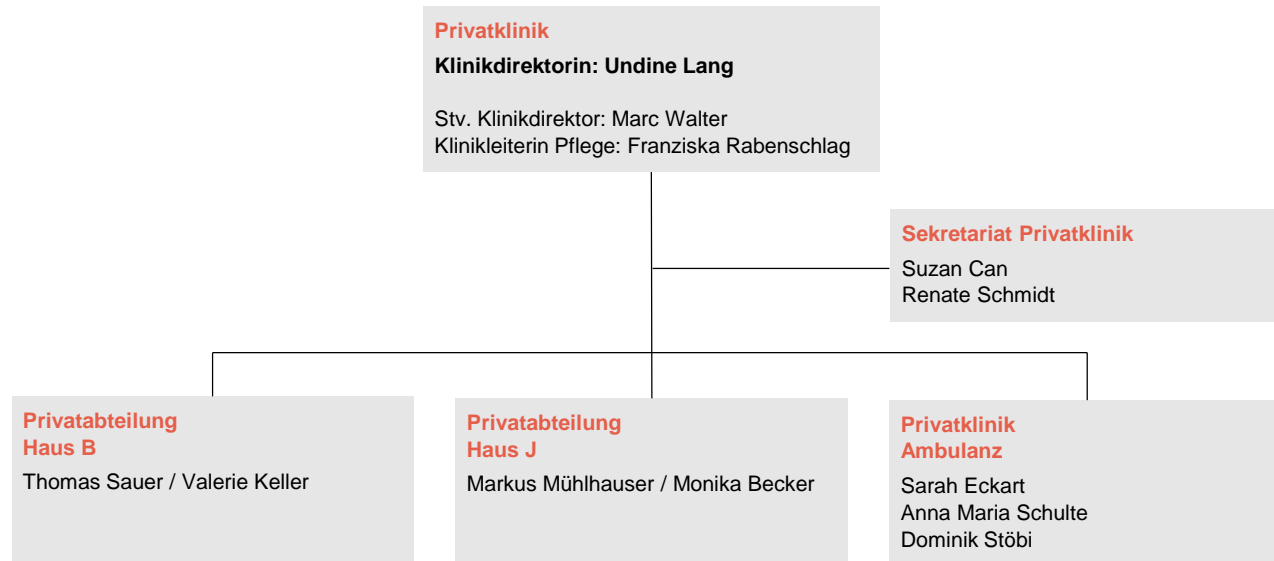 Privatklinik
Klinikdirektorin: Undine Lang
Stv. Klinikdirektor: Marc Walter
Klinikleiterin Pflege: Franziska Rabenschlag
Sekretariat Privatklinik
Suzan Can
Renate Schmidt
Privatabteilung
Haus B
Thomas Sauer / Valerie Keller
Privatabteilung
Haus J
Markus Mühlhauser / Monika Becker
Privatklinik
Ambulanz
Sarah Eckart
Anna Maria Schulte
Dominik Stöbi